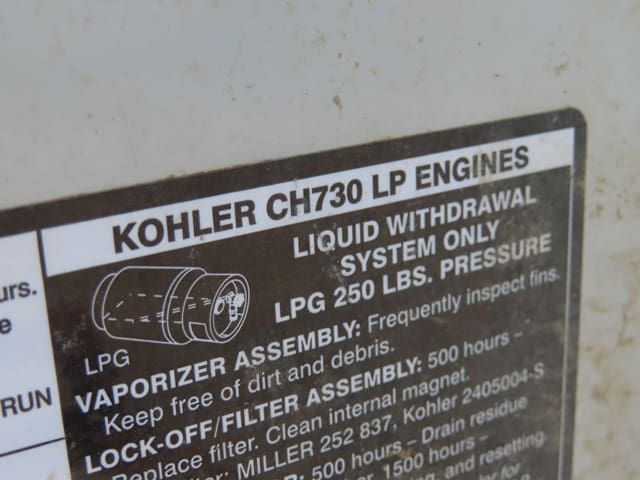 KOHLER CH730 LP ENGINES
LIQUID WITHDRAWAL
SYSTEM ONLY
LPG 250 LBS. PRESSURE
LPG
VAPORIZER ASSEMBLY: Frequently inspect fins.
Keep free of dirt and debris.
LOCK-OFF/FILTER ASSEMBLY: 500 hours –
Replace filter. Clean internal magnet.
MILLER 252 837, Kohler 2405004-S
500 hours – Drain residue
1500 hours –
and resetting.
for
urs.
e
RUN